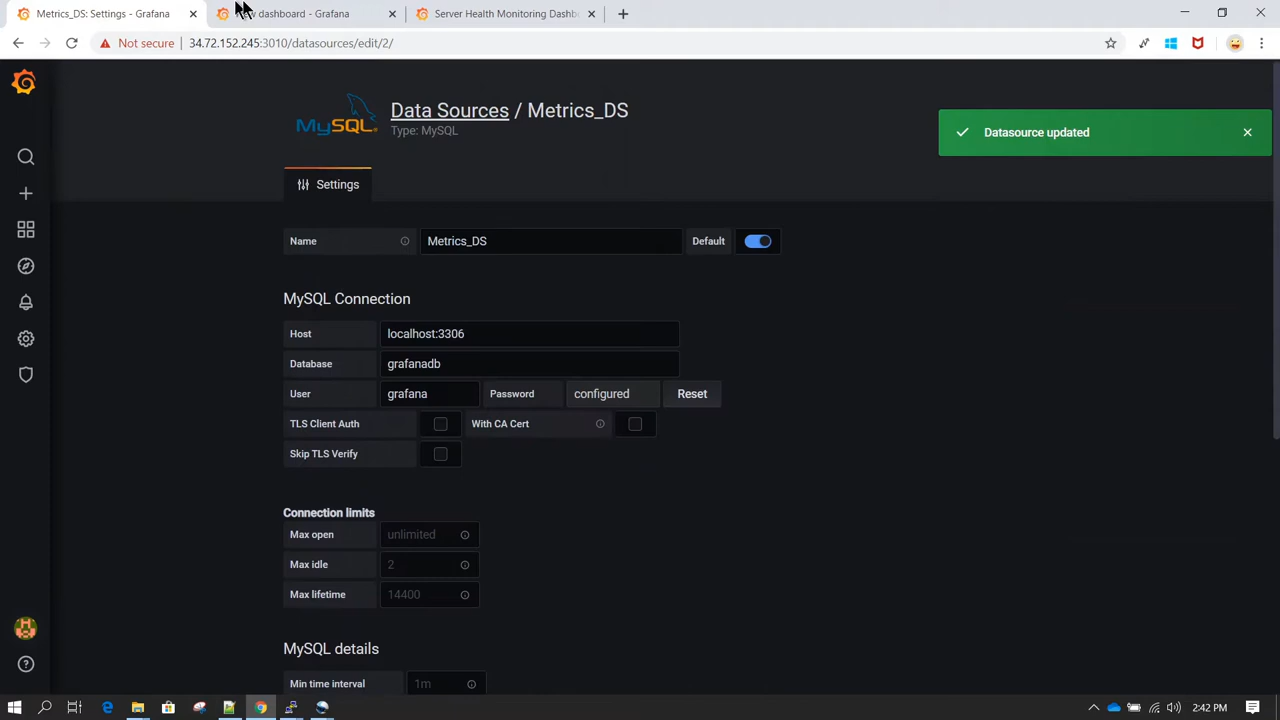 Metrics_DS: Settings - Grafana
dashboard - Grafana
Server Health Monitoring Dashb
Not secure
34.72.152.245:3010/datasources/edit/2/
MySQL
Data Sources / Metrics_DS
Type: MySQL
Datasource updated
Settings
Name
Metrics_DS
Default
MySQL Connection
Host
localhost:3306
Database
grafanadb
User
grafana
Password
configured
Reset
TLS Client Auth
With CA Cert
Skip TLS Verify
Connection limits
Max open
unlimited
Max idle
2
Max lifetime
14400
MySQL details
Min time interval
1m
2:42 PM